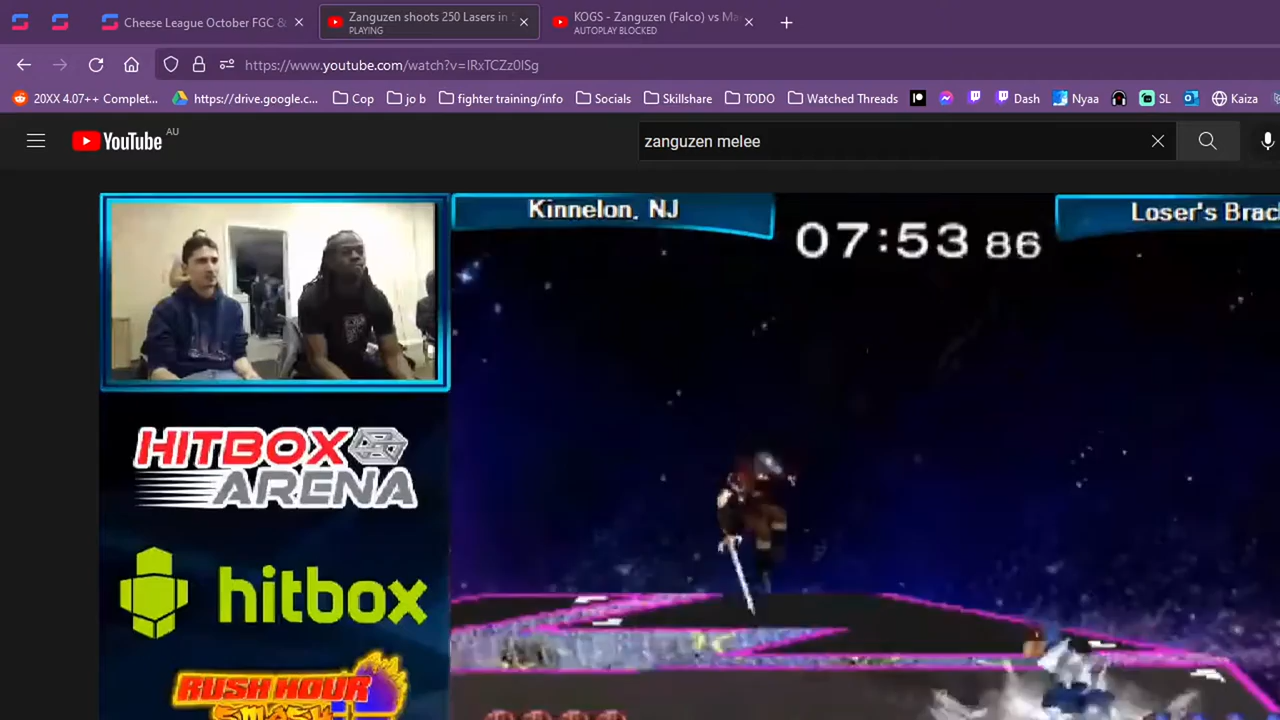 Cheese League October FGC &
Zanguzen shoots 250 Lasers in
PLAYING
KOGS - Zanguzen (Falco) vs Ma
AUTOPLAY BLOCKED
https://www.youtube.com/watch?v=lRxTCZz0lSg
20XX 4.07++ Complet...
https://drive.google.c...
Cop
jo b
fighter training/info
Socials
Skillshare
TODO
Watched Threads
Dash
Nyaa
SL
Kaiza
YouTube AU
zanguzen melee
Kinnelon, NJ
07:53 86
Loser's Brac
HITBOX
ARENA
hitbox
RUSH HOUR
SMASH